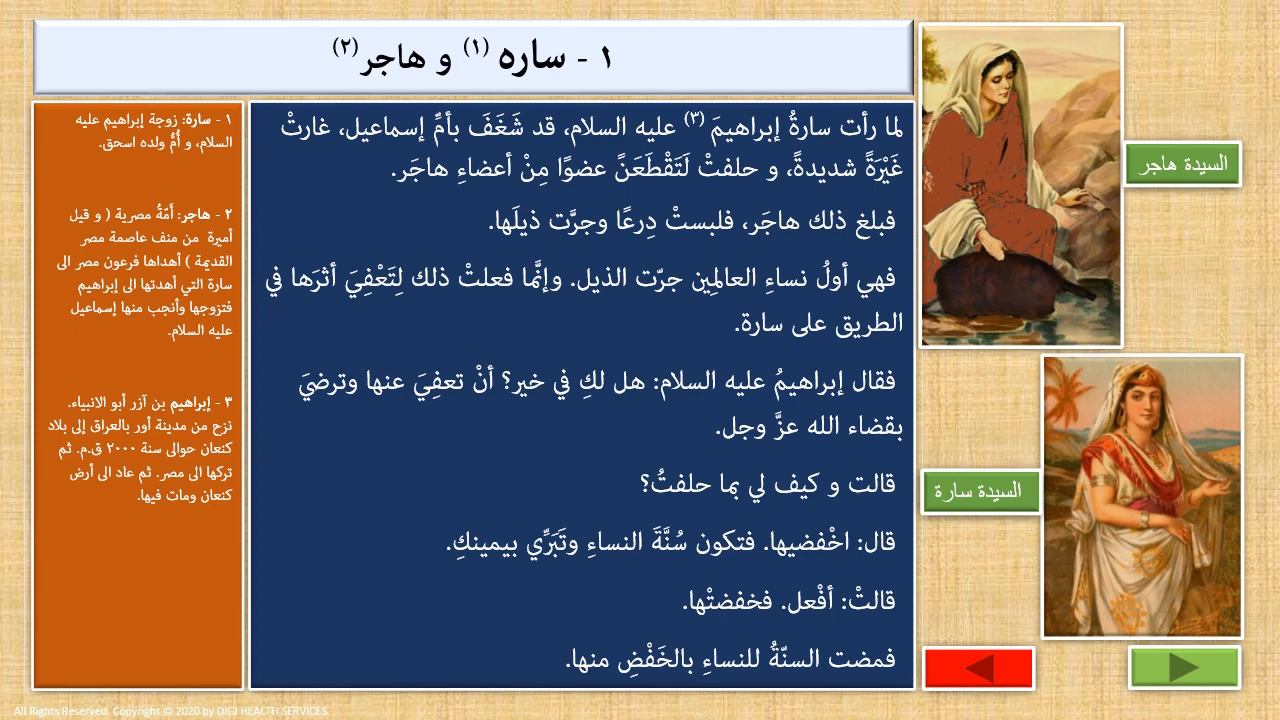 ١ - ساره (١) و هاجر(٢)
لما رأت سارةُ إبراهيمَ (٣) عليه السلام، قد شَغَفَ بأمِّ إسماعيل، غارتْ
غَيْرَةً شديدةً، و حلفتْ لَتَقْطَعَنَّ عضوًا مِنْ أعضاءِ هاجَر.
فبلغ ذلك هاجَر، فلبستْ دِرعًا وجرَّت ذيلَها.
فهي أولُ نساءِ العالمِين جرّت الذيل. وإنَّما فعلتْ ذلك لِتَعْفِيَ أثرَها في
الطريق على سارة.
فقال إبراهيمُ عليه السلام: هل لكِ في خير؟ أنْ تعفِيَ عنها وترضيَ
بقضاء الله عزَّ وجل.
قالت و كيف لي بما حلفتُ؟
قال: اخْفضيها. فتكون سُنَّةَ النساءِ وتَبَرِّي بيمينكِ.
قالتْ: أفْعل. فخفضتْها.
فمضت السنّةُ للنساءِ بالخَفْضِ منها.
١ - سارة: زوجة إبراهيم عليه
السلام، و أُمُّ ولده اسحق.
٢ - هاجر: أَمَةٌ مصرية ( و قيل
أميرة من منف عاصمة مصر
القديمة ) أهداها فرعون مصر الى
سارة التي أهدتها الى إبراهيم
فتزوجها وأنجب منها إسماعيل
عليه السلام.
٣ - إبراهيم بن آزر أبو الانبياء.
نزح من مدينة أور بالعراق إلى بلاد
كنعان حوالى سنة ٢٠٠٠ ق.م. ثم
تركها الى مصر. ثم عاد الى أرض
كنعان ومات فيها.
السيدة هاجر
السيدة سارة
All Rights Reserved. Copyright © 2020 by DIGI HEALTH SERVICES.